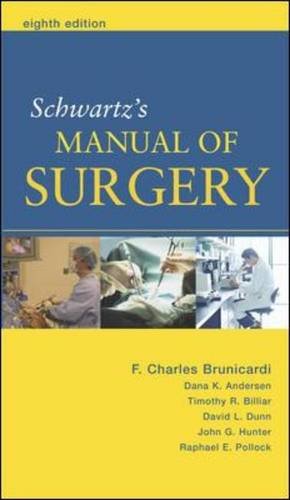 eighth edition
Schwartz's
MANUAL OF
SURGERY
F. Charles Brunicardi
Dana K. Andersen
Timothy R. Billiar
David L. Dunn
John G. Hunter
Raphael E. Pollock